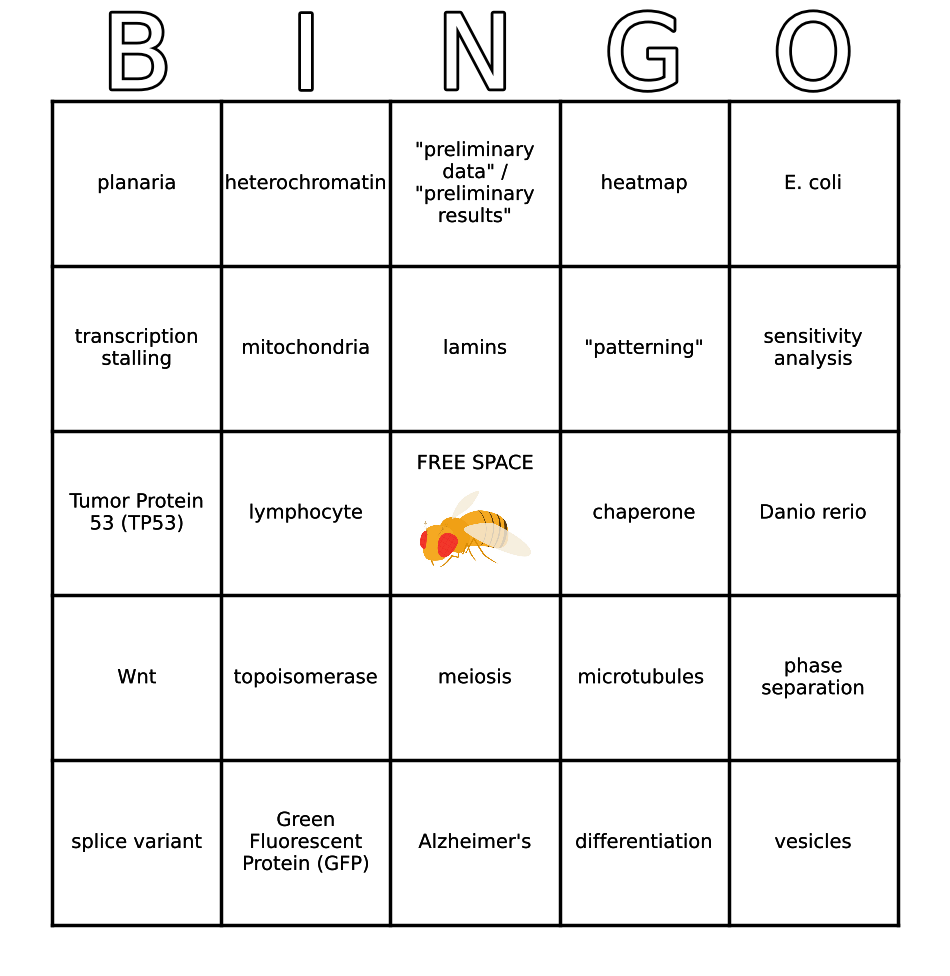 B I N G O
planaria
heterochromatin
"preliminary
data" /
"preliminary
results"
heatmap
E. coli
transcription
stalling
mitochondria
lamins
"patterning"
sensitivity
analysis
Tumor Protein
53 (TP53)
lymphocyte
FREE SPACE
chaperone
Danio rerio
Wnt
topoisomerase
meiosis
microtubules
phase
separation
splice variant
Green
Fluorescent
Protein (GFP)
Alzheimer's
differentiation
vesicles